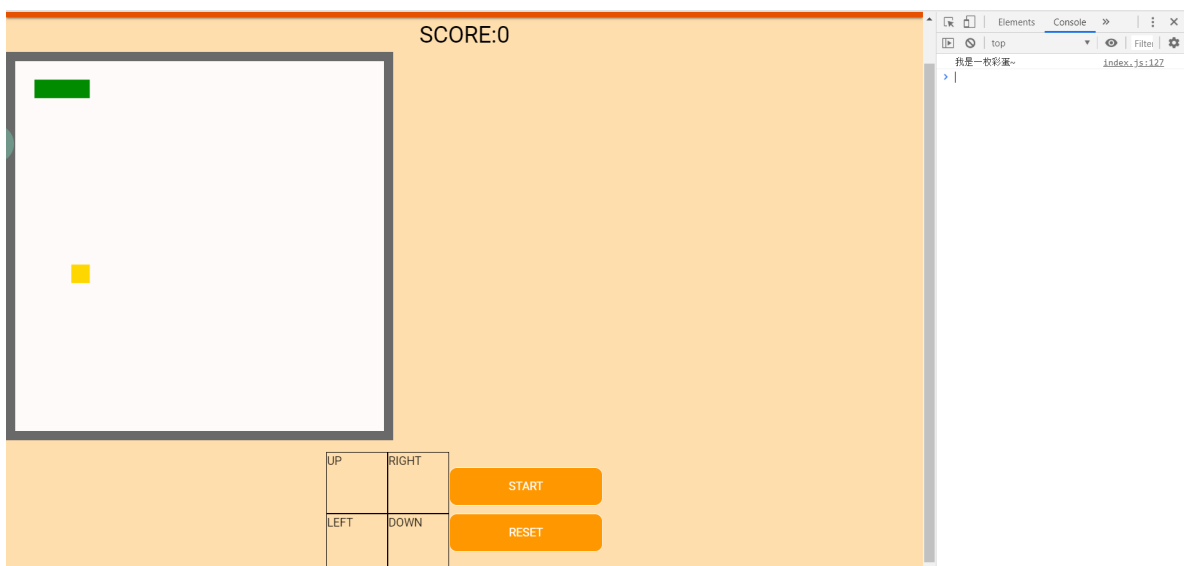 SCORE:0
UP
RIGHT
LEFT
DOWN
START
RESET
Elements Console »
top
Filte
我是一枚彩蛋~ index.js:127